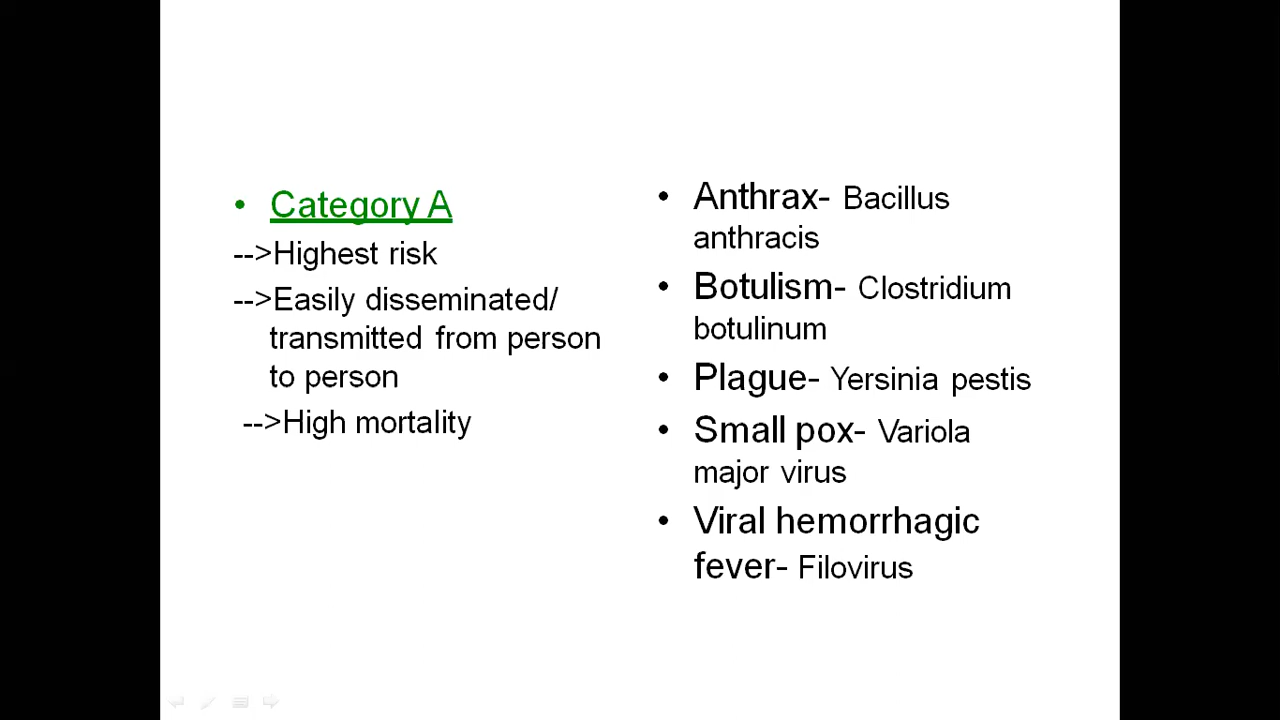 • Category A
-->Highest risk
-->Easily disseminated/
transmitted from person
to person
-->High mortality
• Anthrax- Bacillus
anthracis
• Botulism- Clostridium
botulinum
• Plague- Yersinia pestis
• Small pox- Variola
major virus
• Viral hemorrhagic
fever- Filovirus